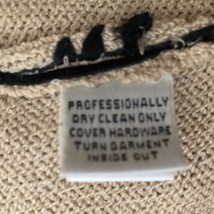 PROFESSIONALLY
DRY CLEAN ONLY
COVER HARDWARE
TURN GARMENT
INSIDE OUT